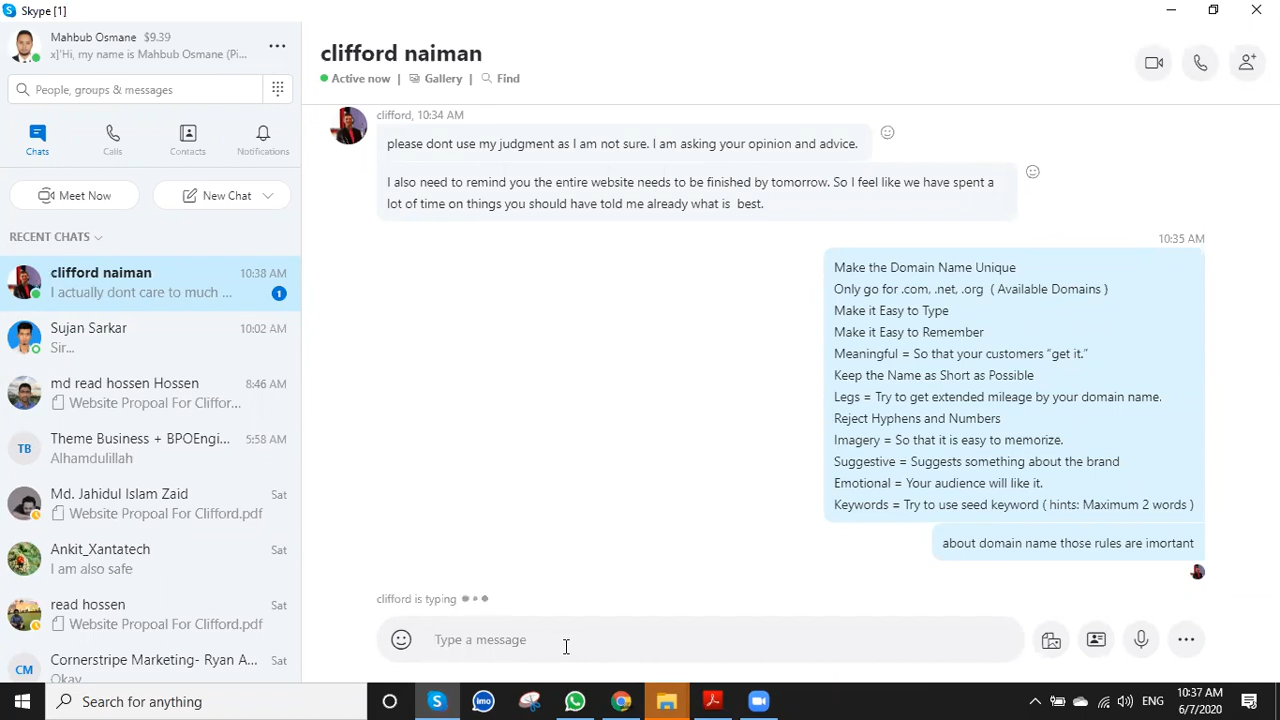 Skype [1]
Mahbub Osmane $9.39
x]'Hi, my name is Mahbub Osmane (Pi...
People, groups & messages
Chats Calls Contacts Notifications
Meet Now New Chat
RECENT CHATS
clifford naiman 10:38 AM
I actually dont care to much ... 1
Sujan Sarkar 10:02 AM
Sir...
md read hossen Hossen 8:46 AM
Website Propoal For Cliffor...
TB Theme Business + BPOEngi... 5:58 AM
Alhamdulillah
Md. Jahidul Islam Zaid Sat
Website Propoal For Clifford.pdf
Ankit_Xantatech Sat
I am also safe
read hossen Sat
Website Propoal For Clifford.pdf
CM Cornerstripe Marketing- Ryan A... Sat
Okay
clifford naiman
Active now | Gallery | Find
clifford, 10:34 AM
please dont use my judgment as I am not sure. I am asking your opinion and advice.
I also need to remind you the entire website needs to be finished by tomorrow. So I feel like we have spent a
lot of time on things you should have told me already what is best.
10:35 AM
Make the Domain Name Unique
Only go for .com, .net, .org ( Available Domains )
Make it Easy to Type
Make it Easy to Remember
Meaningful = So that your customers “get it.”
Keep the Name as Short as Possible
Legs = Try to get extended mileage by your domain name.
Reject Hyphens and Numbers
Imagery = So that it is easy to memorize.
Suggestive = Suggests something about the brand
Emotional = Your audience will like it.
Keywords = Try to use seed keyword ( hints: Maximum 2 words )
about domain name those rules are imortant
clifford is typing
Type a message
Search for anything
imo
ENG
10:37 AM
6/7/2020